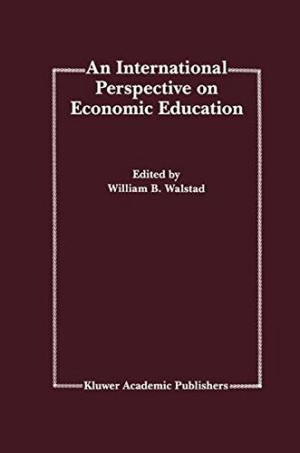 An International
Perspective on
Economic Education
Edited by
William B. Walstad
Kluwer Academic Publishers